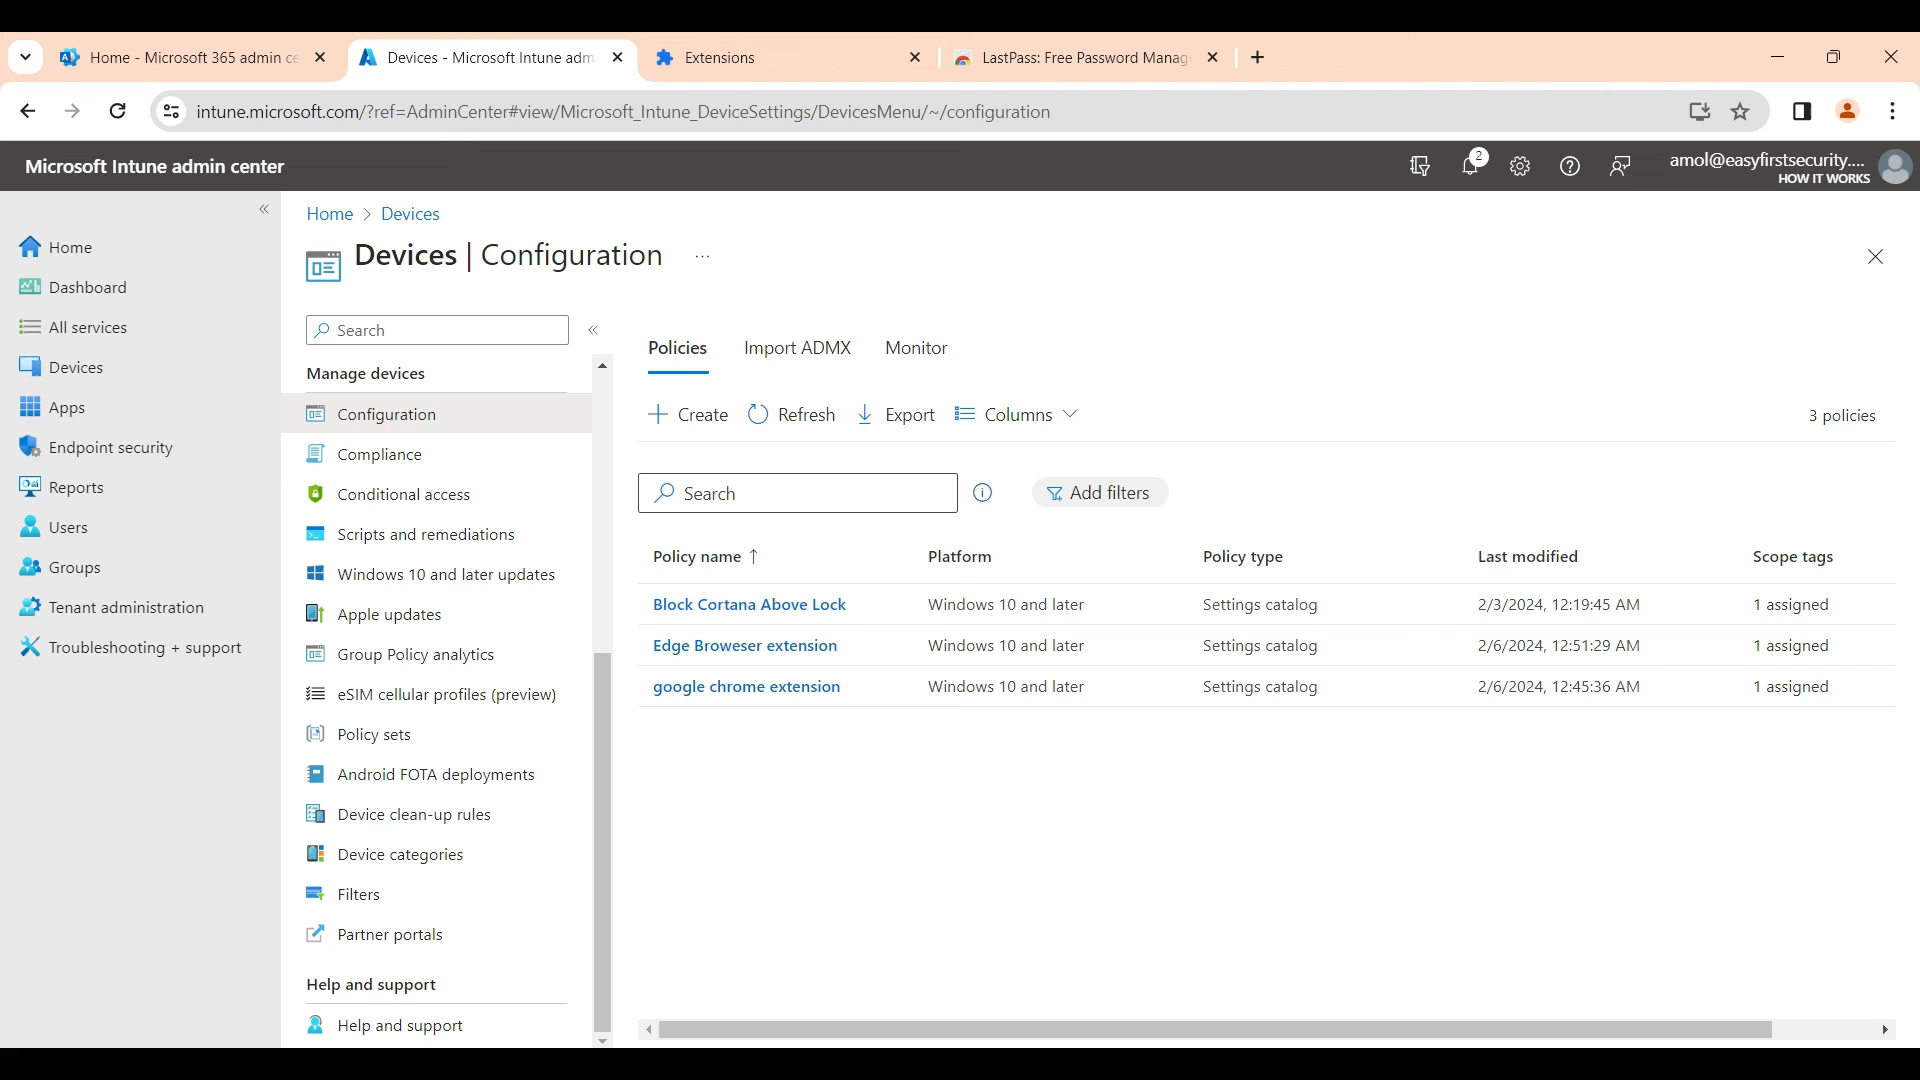 Home - Microsoft 365 admin ce
Devices - Microsoft Intune adm
Extensions
LastPass: Free Password Manag
intune.microsoft.com/?ref=AdminCenter#view/Microsoft_Intune_DeviceSettings/DevicesMenu/~/configuration
Microsoft Intune admin center
2
amol@easyfirstsecurity....
HOW IT WORKS
Home
Dashboard
All services
Devices
Apps
Endpoint security
Reports
Users
Groups
Tenant administration
Troubleshooting + support
Home > Devices
Devices | Configuration ...
Search
Manage devices
Configuration
Compliance
Conditional access
Scripts and remediations
Windows 10 and later updates
Apple updates
Group Policy analytics
eSIM cellular profiles (preview)
Policy sets
Android FOTA deployments
Device clean-up rules
Device categories
Filters
Partner portals
Help and support
Help and support
Policies Import ADMX Monitor
Create Refresh Export Columns 3 policies
Search Add filters
Policy name ↑ Platform Policy type Last modified Scope tags
Block Cortana Above Lock Windows 10 and later Settings catalog 2/3/2024, 12:19:45 AM 1 assigned
Edge Broweser extension Windows 10 and later Settings catalog 2/6/2024, 12:51:29 AM 1 assigned
google chrome extension Windows 10 and later Settings catalog 2/6/2024, 12:45:36 AM 1 assigned